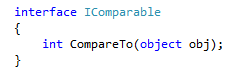 interface IComparable
{
    int CompareTo(object obj);
}